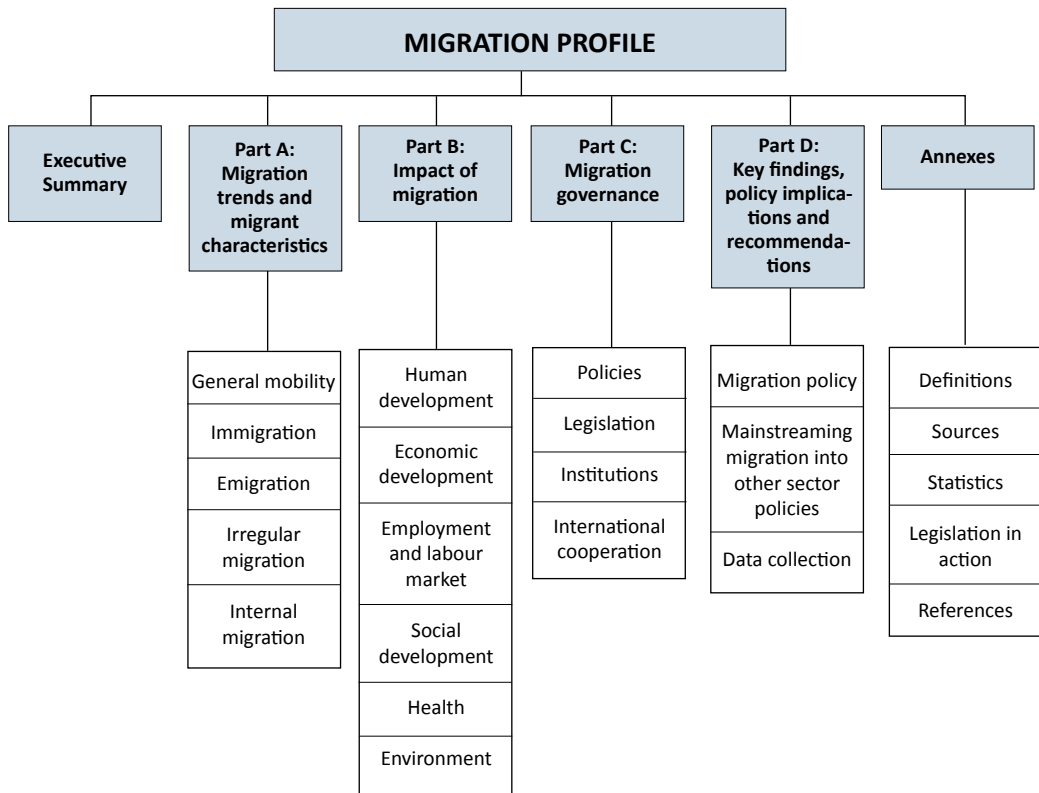 MIGRATION PROFILE
Executive
Summary
Part A:
Migration
trends and
migrant
characteristics
Part B:
Impact of
migration
Part C:
Migration
governance
Part D:
Key findings,
policy implica-
tions and
recommenda-
tions
Annexes
General mobility
Immigration
Emigration
Irregular
migration
Internal
migration
Human
development
Economic
development
Employment
and labour
market
Social
development
Health
Environment
Policies
Legislation
Institutions
International
cooperation
Migration policy
Mainstreaming
migration into
other sector
policies
Data collection
Definitions
Sources
Statistics
Legislation in
action
References